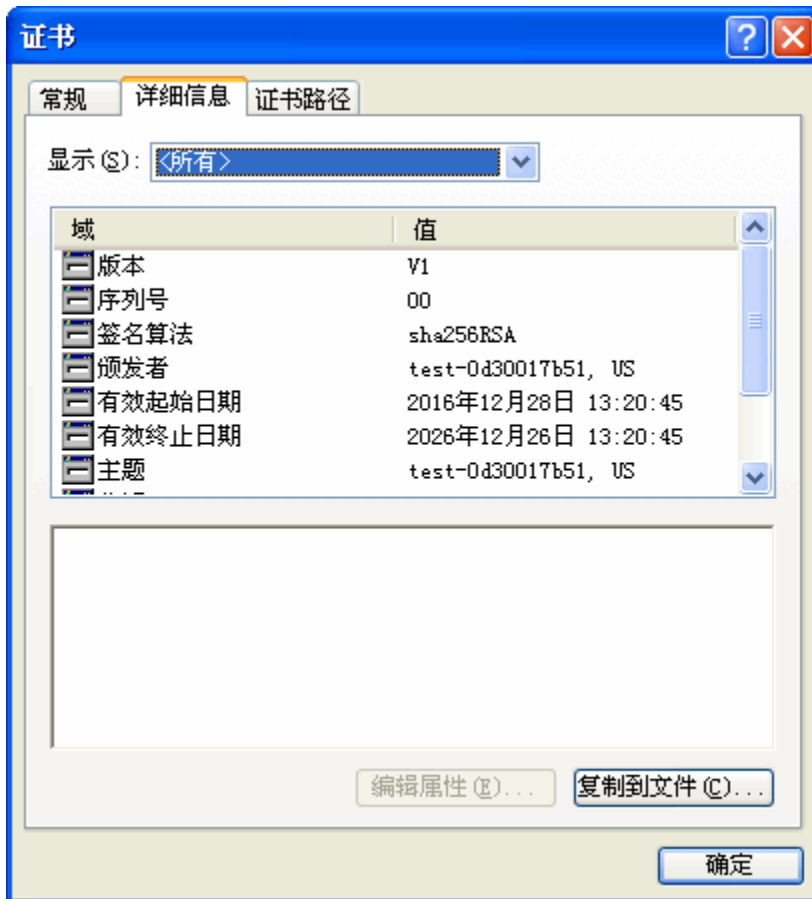 证书
常规 详细信息 证书路径
显示(S): <所有>
域 值
版本 V1
序列号 00
签名算法 sha256RSA
颁发者 test-0d30017b51, US
有效起始日期 2016年12月28日 13:20:45
有效终止日期 2026年12月26日 13:20:45
主题 test-0d30017b51, US
编辑属性(E)... 复制到文件(C)...
确定